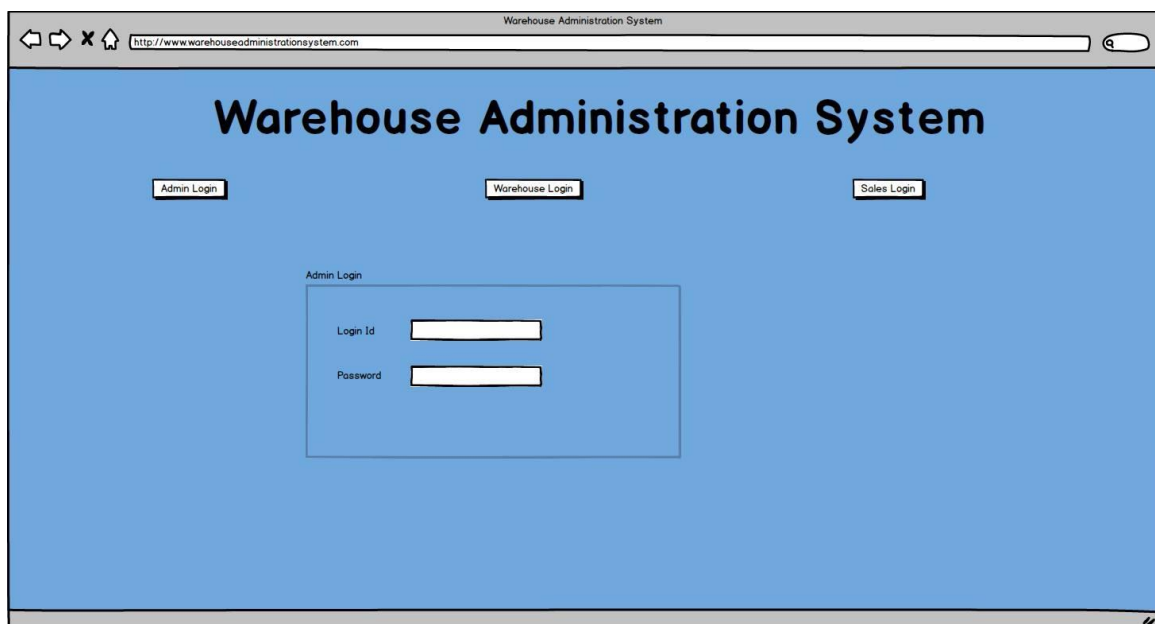 Warehouse Administration System
http://www.warehouseadministrationsystem.com
Warehouse Administration System
Admin Login
Warehouse Login
Sales Login
Admin Login
Login Id
Password